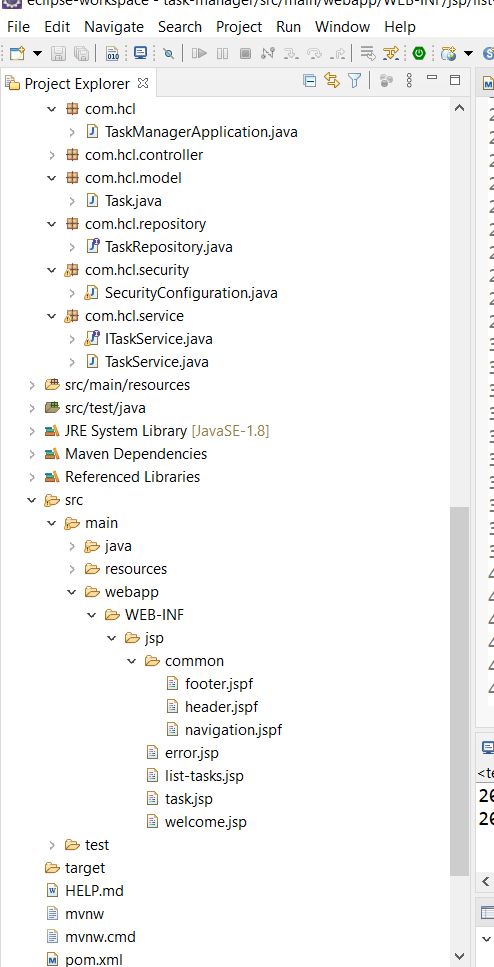 eclipse-workspace - task-manager/src/main/webapp/WEB-INF/jsp/list-
File Edit Navigate Search Project Run Window Help
Project Explorer
com.hcl
TaskManagerApplication.java
com.hcl.controller
com.hcl.model
Task.java
com.hcl.repository
TaskRepository.java
com.hcl.security
SecurityConfiguration.java
com.hcl.service
ITaskService.java
TaskService.java
src/main/resources
src/test/java
JRE System Library [JavaSE-1.8]
Maven Dependencies
Referenced Libraries
src
main
java
resources
webapp
WEB-INF
jsp
common
footer.jspf
header.jspf
navigation.jspf
error.jsp
list-tasks.jsp
task.jsp
welcome.jsp
test
target
HELP.md
mvnw
mvnw.cmd
pom.xml
<te
20
20